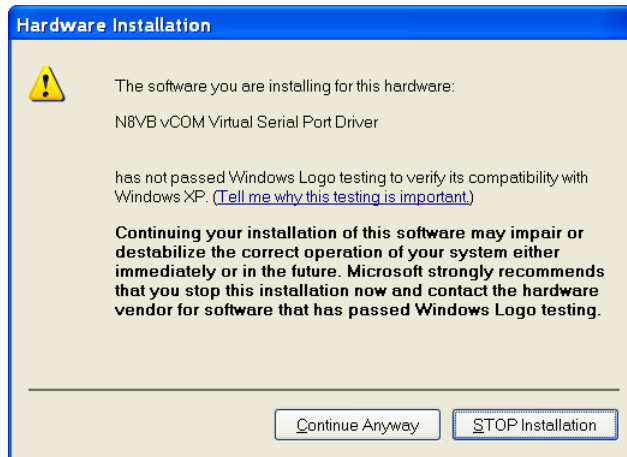 Hardware Installation
The software you are installing for this hardware:
N8VB vCOM Virtual Serial Port Driver
has not passed Windows Logo testing to verify its compatibility with
Windows XP. (Tell me why this testing is important.)
Continuing your installation of this software may impair or
destabilize the correct operation of your system either
immediately or in the future. Microsoft strongly recommends
that you stop this installation now and contact the hardware
vendor for software that has passed Windows Logo testing.
Continue Anyway
STOP Installation